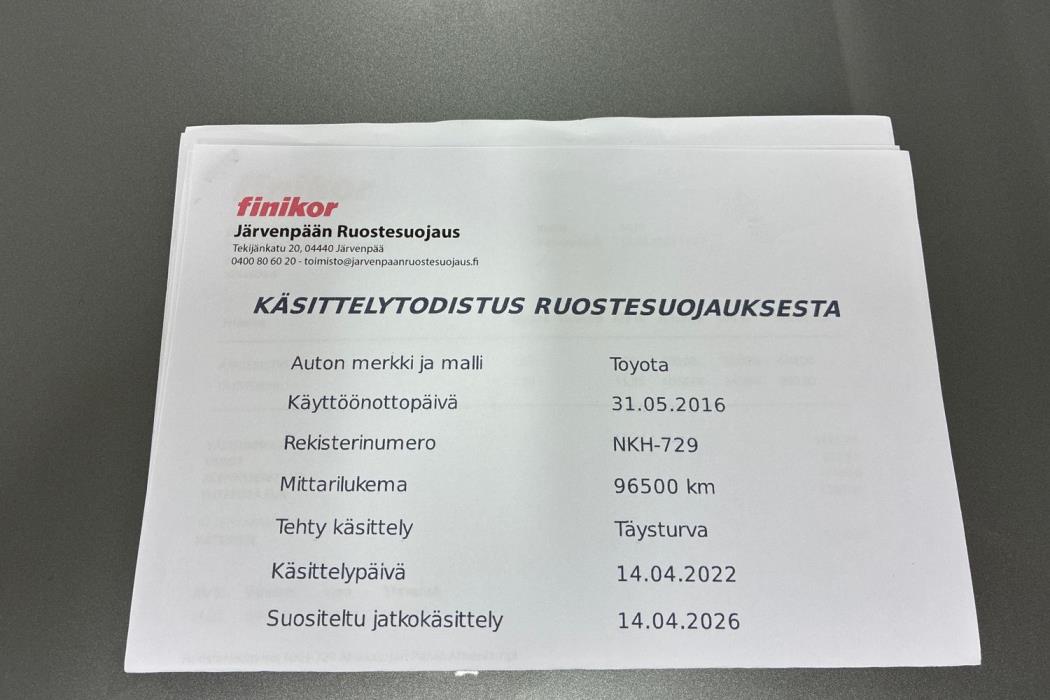 finikor
Järvenpään Ruostesuojaus
Tekijänkatu 20, 04440 Järvenpää
0400 80 60 20 - toimisto@jarvenpaanruostesuojaus.fi
KÄSITTELYTODISTUS RUOSTESUOJAUKSESTA
Auton merkki ja malli Toyota
Käyttöönottopäivä 31.05.2016
Rekisterinumero NKH-729
Mittarilukema 96500 km
Tehty käsittely Täysturva
Käsittelypäivä 14.04.2022
Suositeltu jatkokäsittely 14.04.2026